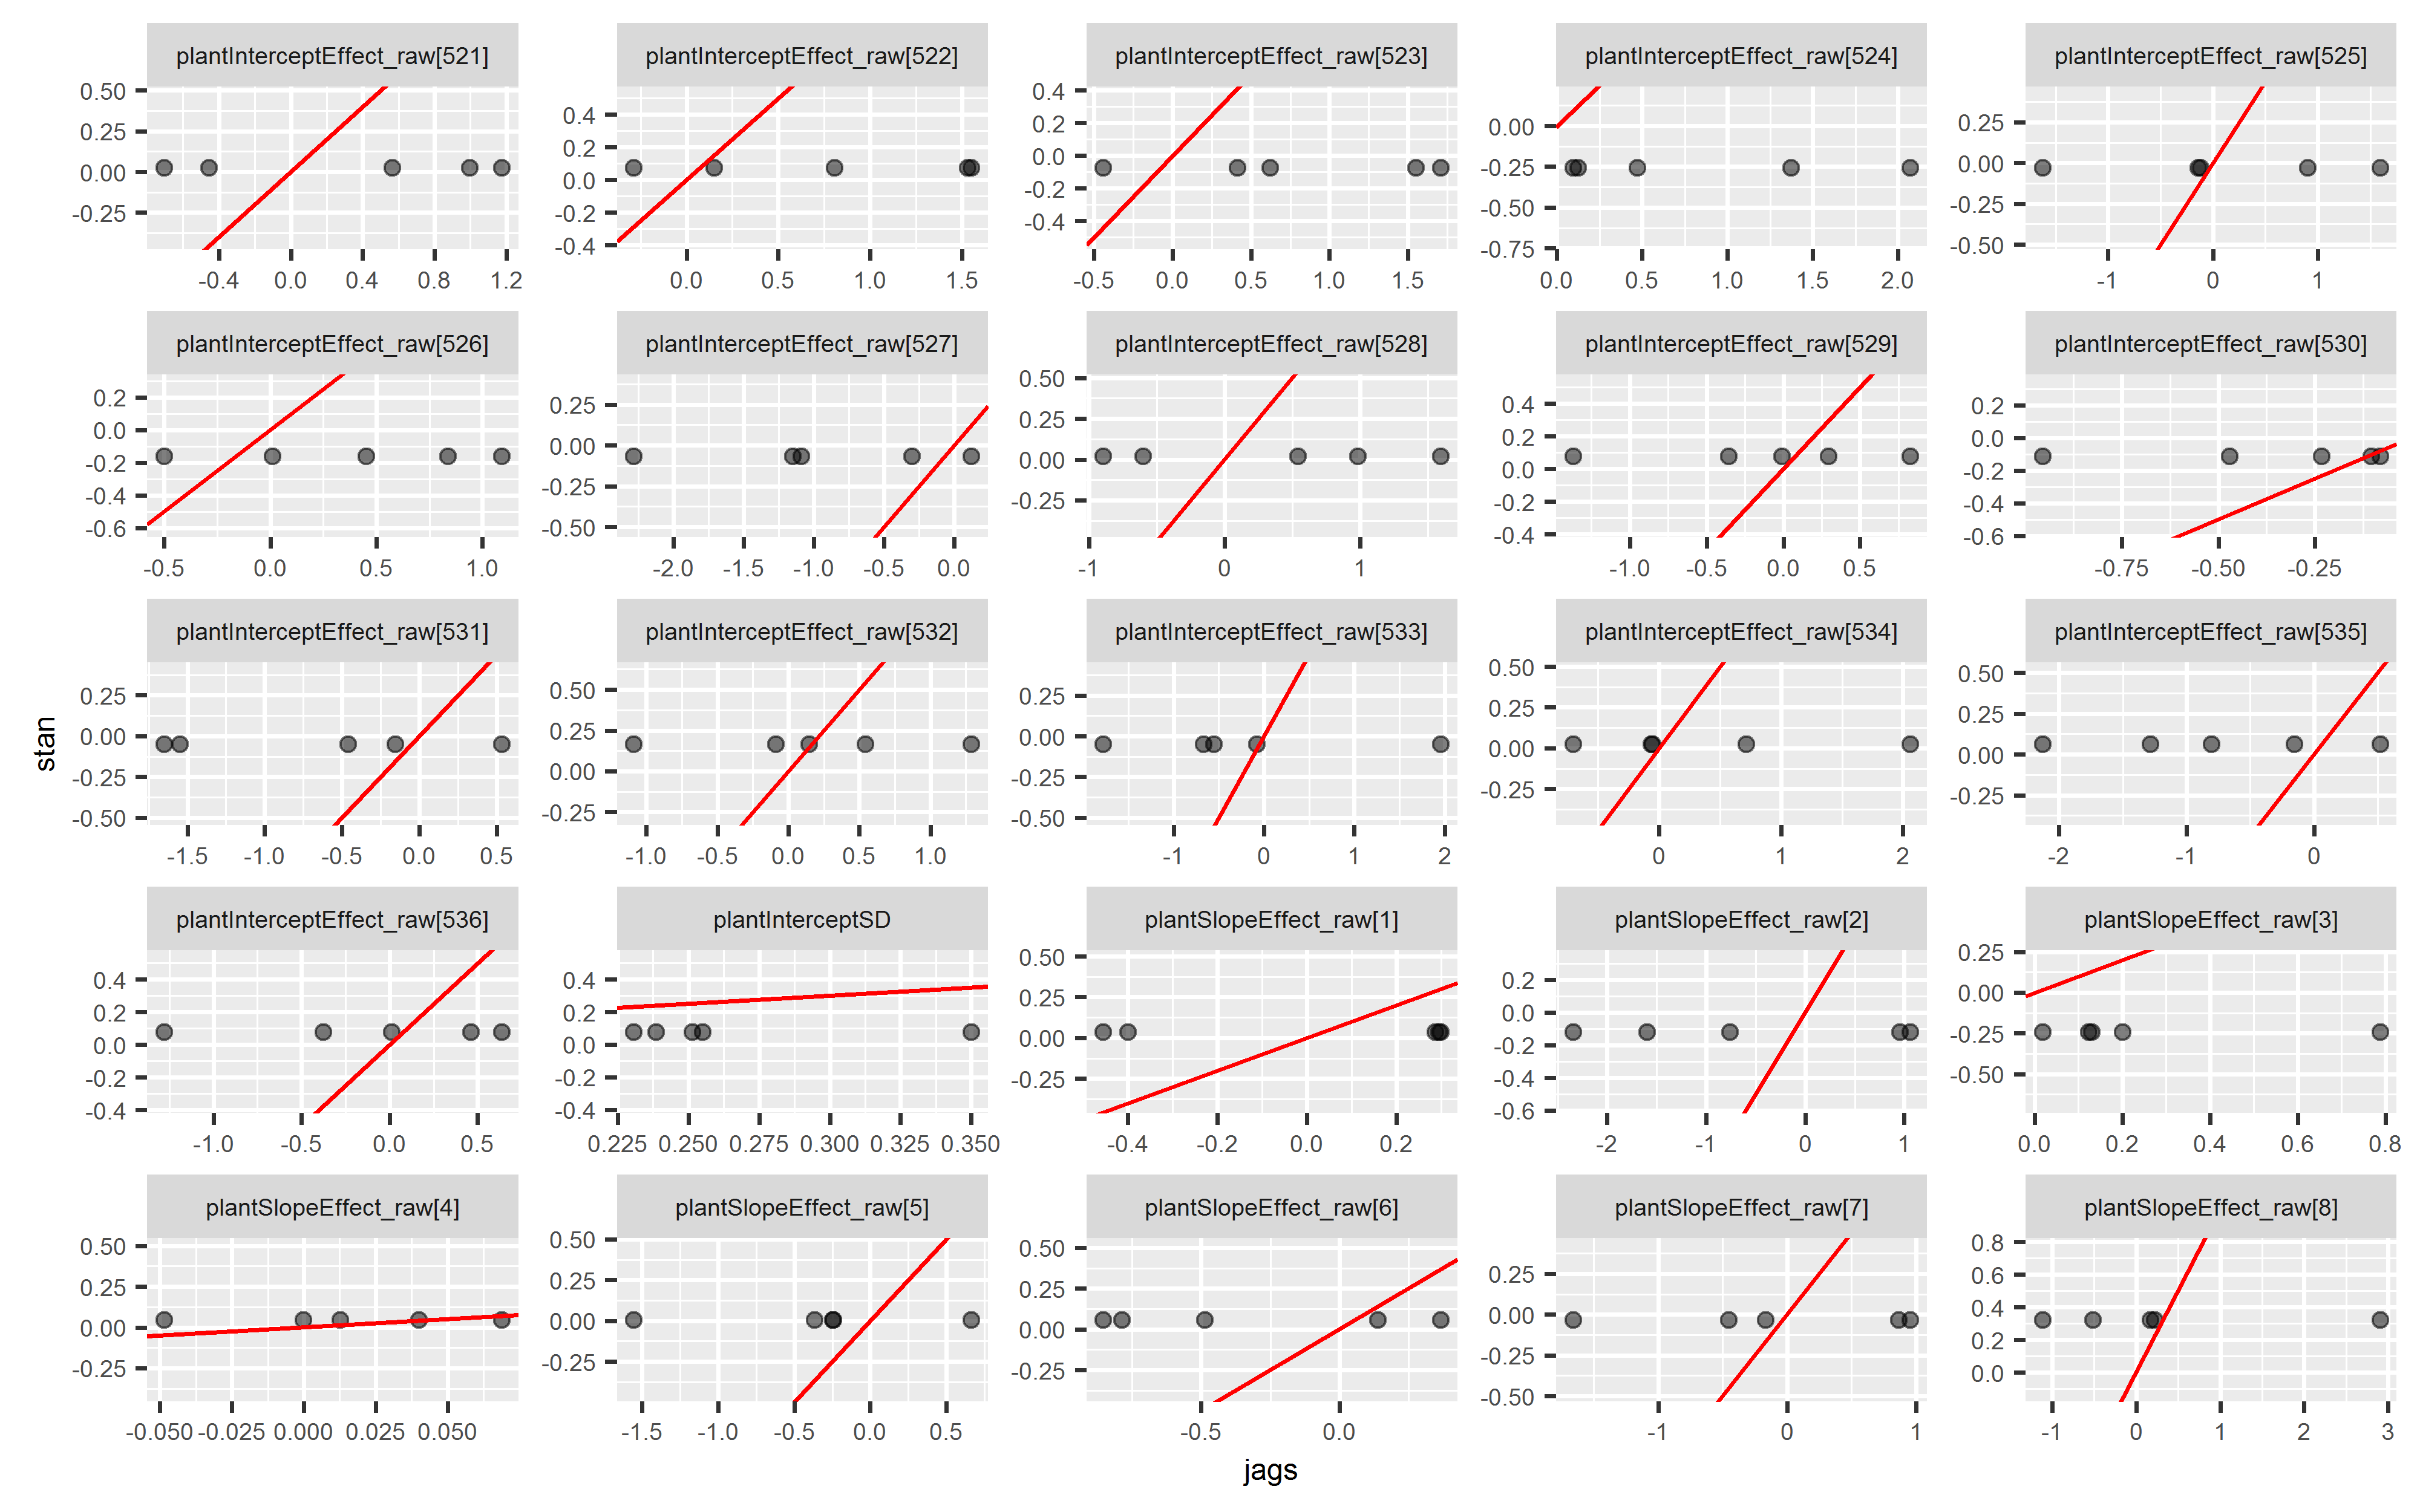 plantInterceptEffect_raw[521] plantInterceptEffect_raw[522] plantInterceptEffect_raw[523] plantInterceptEffect_raw[524] plantInterceptEffect_raw[525]
0.50 0.25 0.00 -0.25
-0.4 0.0 0.4 0.8 1.2
0.4 0.2 0.0 -0.2 -0.4
0.0 0.5 1.0 1.5
0.4 0.2 0.0 -0.2 -0.4
-0.5 0.0 0.5 1.0 1.5
0.00 -0.25 -0.50 -0.75
0.0 0.5 1.0 1.5 2.0
0.25 0.00 -0.25 -0.50
-1 0 1
plantInterceptEffect_raw[526] plantInterceptEffect_raw[527] plantInterceptEffect_raw[528] plantInterceptEffect_raw[529] plantInterceptEffect_raw[530]
0.2 0.0 -0.2 -0.4 -0.6
-0.5 0.0 0.5 1.0
0.25 0.00 -0.25 -0.50
-2.0 -1.5 -1.0 -0.5 0.0
0.50 0.25 0.00 -0.25
-1 0 1
0.4 0.2 0.0 -0.2 -0.4
-1.0 -0.5 0.0 0.5
0.2 0.0 -0.2 -0.4 -0.6
-0.75 -0.50 -0.25
plantInterceptEffect_raw[531] plantInterceptEffect_raw[532] plantInterceptEffect_raw[533] plantInterceptEffect_raw[534] plantInterceptEffect_raw[535]
0.25 0.00 -0.25 -0.50
-1.5 -1.0 -0.5 0.0 0.5
0.50 0.25 0.00 -0.25
-1.0 -0.5 0.0 0.5 1.0
0.25 0.00 -0.25 -0.50
-1 0 1 2
0.50 0.25 0.00 -0.25
0 1 2
0.50 0.25 0.00 -0.25
-2 -1 0
stan
plantInterceptEffect_raw[536] plantInterceptSD plantSlopeEffect_raw[1] plantSlopeEffect_raw[2] plantSlopeEffect_raw[3]
0.4 0.2 0.0 -0.2 -0.4
-1.0 -0.5 0.0 0.5
0.4 0.2 0.0 -0.2 -0.4
0.225 0.250 0.275 0.300 0.325 0.350
0.50 0.25 0.00 -0.25
-0.4 -0.2 0.0 0.2
0.2 0.0 -0.2 -0.4 -0.6
-2 -1 0 1
0.25 0.00 -0.25 -0.50
0.0 0.2 0.4 0.6 0.8
plantSlopeEffect_raw[4] plantSlopeEffect_raw[5] plantSlopeEffect_raw[6] plantSlopeEffect_raw[7] plantSlopeEffect_raw[8]
0.50 0.25 0.00 -0.25
-0.050 -0.025 0.000 0.025 0.050
0.50 0.25 0.00 -0.25
-1.5 -1.0 -0.5 0.0 0.5
0.50 0.25 0.00 -0.25
-0.5 0.0
0.25 0.00 -0.25 -0.50
-1 0 1
0.8 0.6 0.4 0.2 0.0
-1 0 1 2 3
jags